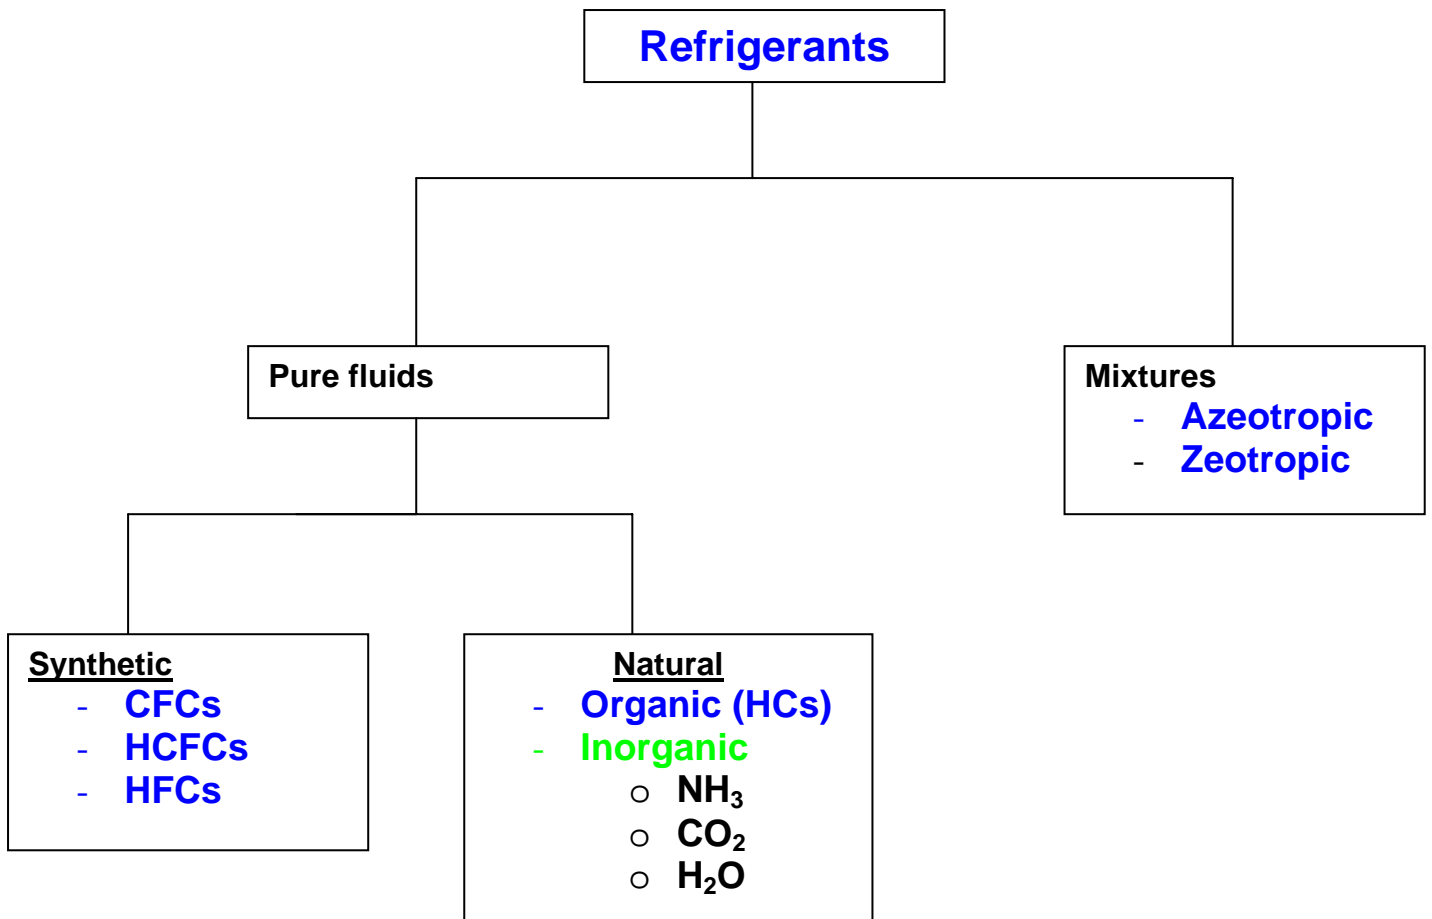 Refrigerants
Pure fluids
Mixtures
- Azeotropic
- Zeotropic
Synthetic
- CFCs
- HCFCs
- HFCs
Natural
- Organic (HCs)
- Inorganic
o NH₃
o CO₂
o H₂O